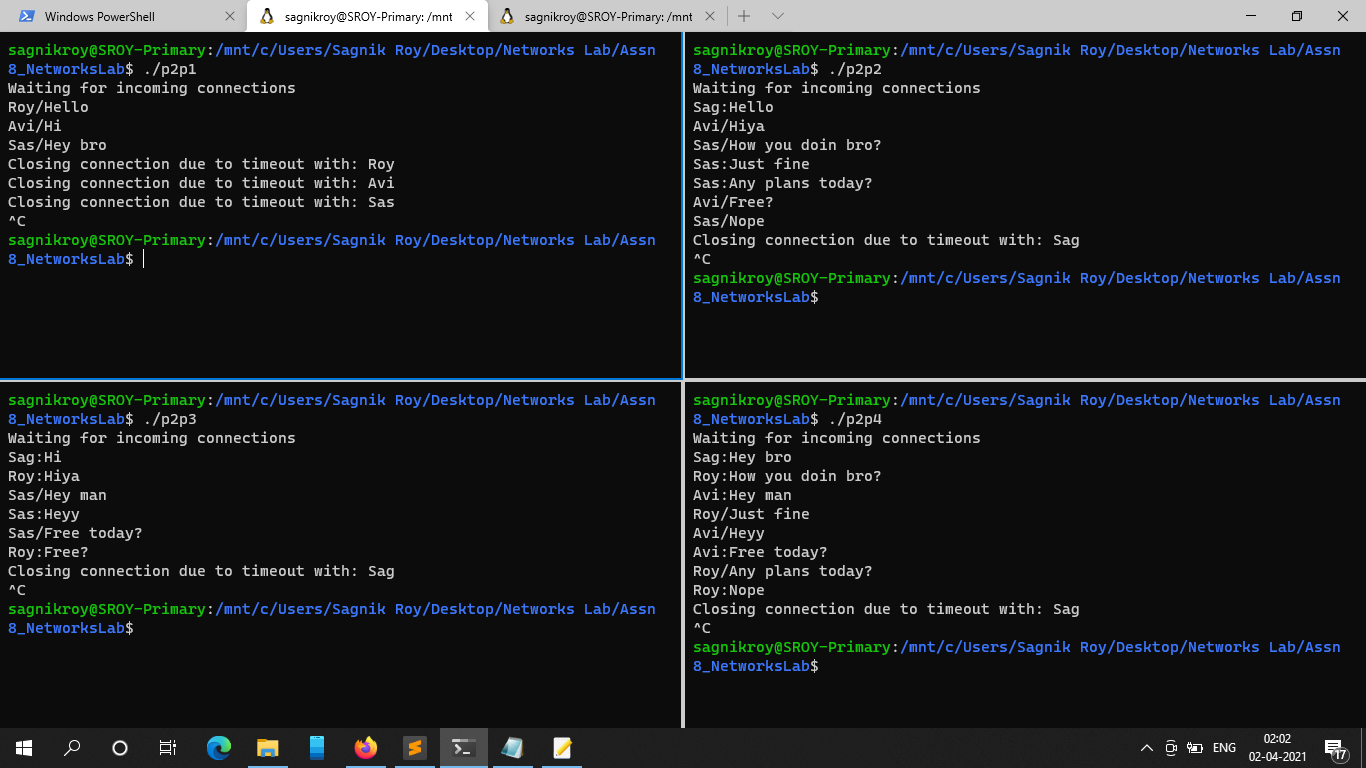 Windows PowerShell
sagnikroy@SROY-Primary: /mnt
sagnikroy@SROY-Primary: /mnt
sagnikroy@SROY-Primary:/mnt/c/Users/Sagnik Roy/Desktop/Networks Lab/Assn
8_NetworksLab$ ./p2p1
Waiting for incoming connections
Roy/Hello
Avi/Hi
Sas/Hey bro
Closing connection due to timeout with: Roy
Closing connection due to timeout with: Avi
Closing connection due to timeout with: Sas
^C
sagnikroy@SROY-Primary:/mnt/c/Users/Sagnik Roy/Desktop/Networks Lab/Assn
8_NetworksLab$
sagnikroy@SROY-Primary:/mnt/c/Users/Sagnik Roy/Desktop/Networks Lab/Assn
8_NetworksLab$ ./p2p2
Waiting for incoming connections
Sag:Hello
Avi/Hiya
Sas/How you doin bro?
Sas:Just fine
Sas:Any plans today?
Avi/Free?
Sas/Nope
Closing connection due to timeout with: Sag
^C
sagnikroy@SROY-Primary:/mnt/c/Users/Sagnik Roy/Desktop/Networks Lab/Assn
8_NetworksLab$
sagnikroy@SROY-Primary:/mnt/c/Users/Sagnik Roy/Desktop/Networks Lab/Assn
8_NetworksLab$ ./p2p3
Waiting for incoming connections
Sag:Hi
Roy:Hiya
Sas/Hey man
Sas:Heyy
Sas/Free today?
Roy:Free?
Closing connection due to timeout with: Sag
^C
sagnikroy@SROY-Primary:/mnt/c/Users/Sagnik Roy/Desktop/Networks Lab/Assn
8_NetworksLab$
sagnikroy@SROY-Primary:/mnt/c/Users/Sagnik Roy/Desktop/Networks Lab/Assn
8_NetworksLab$ ./p2p4
Waiting for incoming connections
Sag:Hey bro
Roy:How you doin bro?
Avi:Hey man
Roy/Just fine
Avi/Heyy
Avi:Free today?
Roy/Any plans today?
Roy:Nope
Closing connection due to timeout with: Sag
^C
sagnikroy@SROY-Primary:/mnt/c/Users/Sagnik Roy/Desktop/Networks Lab/Assn
8_NetworksLab$
ENG
02:02
02-04-2021
17